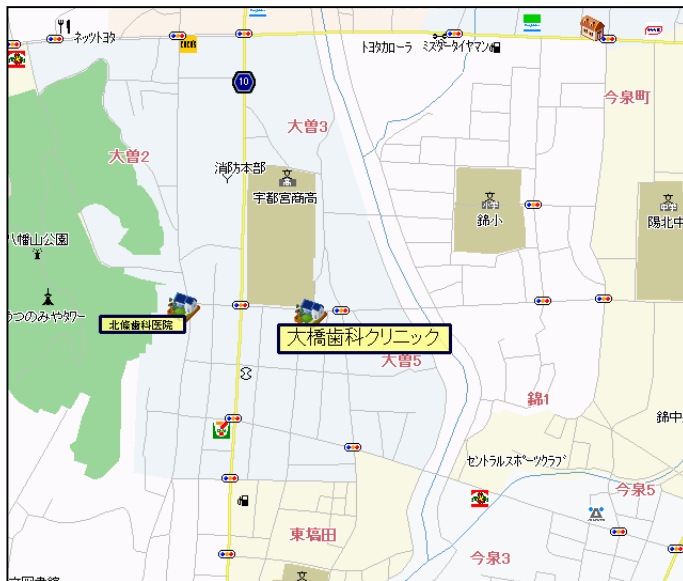 ネッツトヨタ
トヨタカローラ
ミスタータイヤマン
10
今泉町
大曽3
大曽2
消防本部
宇都宮商高
錦小
陽北中
八幡山公園
うつのみやタワー
北條歯科医院
大橋歯科クリニック
大曽5
錦1
錦中
セントラルスポーツクラブ
今泉5
東塙田
今泉3